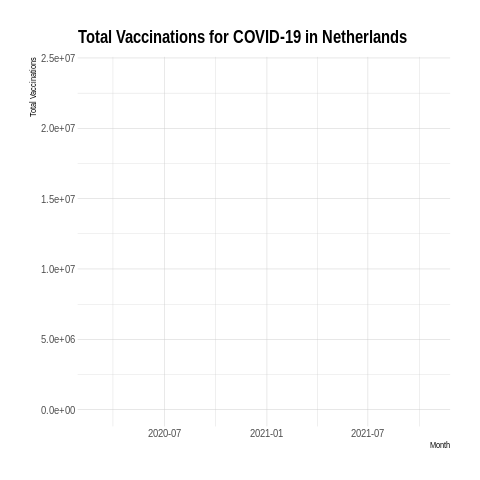 Total Vaccinations for COVID-19 in Netherlands
Total Vaccinations
2.5e+07
2.0e+07
1.5e+07
1.0e+07
5.0e+06
0.0e+00
2020-07
2021-01
2021-07
Month